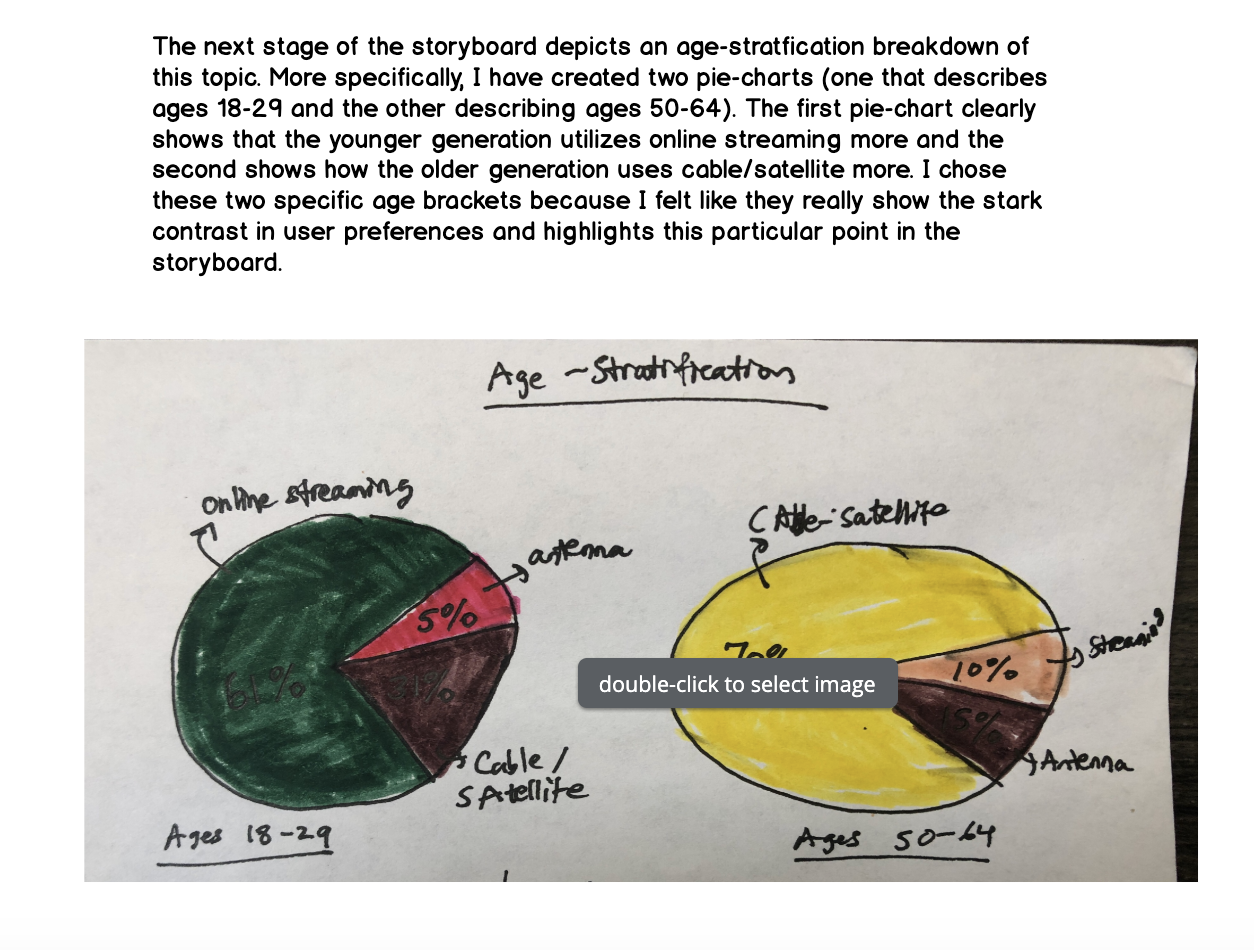 The next stage of the storyboard depicts an age-stratfication breakdown of
this topic. More specifically, I have created two pie-charts (one that describes
ages 18-29 and the other describing ages 50-64). The first pie-chart clearly
shows that the younger generation utilizes online streaming more and the
second shows how the older generation uses cable/satellite more. I chose
these two specific age brackets because I felt like they really show the stark
contrast in user preferences and highlights this particular point in the
storyboard.
Age - Stratification
online streaming
antenna
5%
61%
31%
Cable /
SAtellite
Ages 18-29
CAble-satellite
70%
Streaming
10%
15%
Antenna
Ages 50-64
double-click to select image